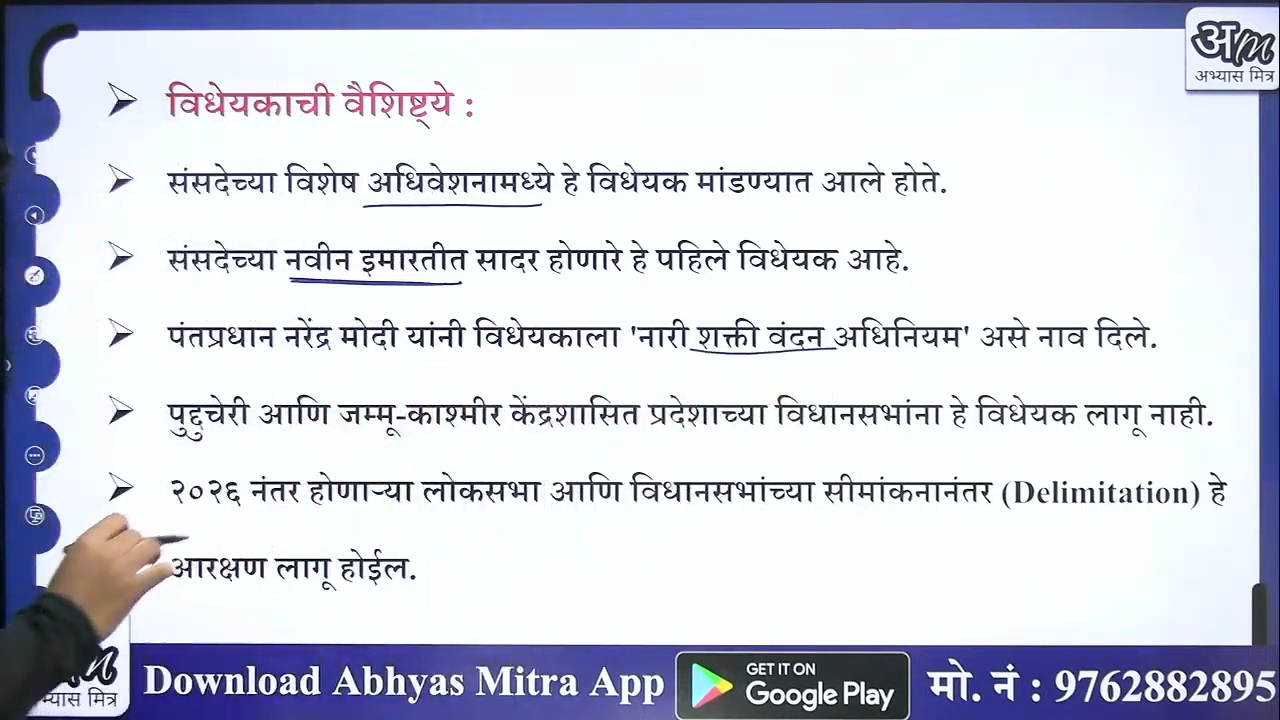 अm
अभ्यास मित्र
➢ विधेयकाची वैशिष्ट्ये :
➢ संसदेच्या विशेष अधिवेशनामध्ये हे विधेयक मांडण्यात आले होते.
➢ संसदेच्या नवीन इमारतीत सादर होणारे हे पहिले विधेयक आहे.
➢ पंतप्रधान नरेंद्र मोदी यांनी विधेयकाला 'नारी शक्ती वंदन अधिनियम' असे नाव दिले.
➢ पुद्दुचेरी आणि जम्मू-काश्मीर केंद्रशासित प्रदेशाच्या विधानसभांना हे विधेयक लागू नाही.
➢ २०२६ नंतर होणाऱ्या लोकसभा आणि विधानसभांच्या सीमांकनानंतर (Delimitation) हे
आरक्षण लागू होईल.
मित्र
Download Abhyas Mitra App
GET IT ON
Google Play
मो. नं : 9762882895